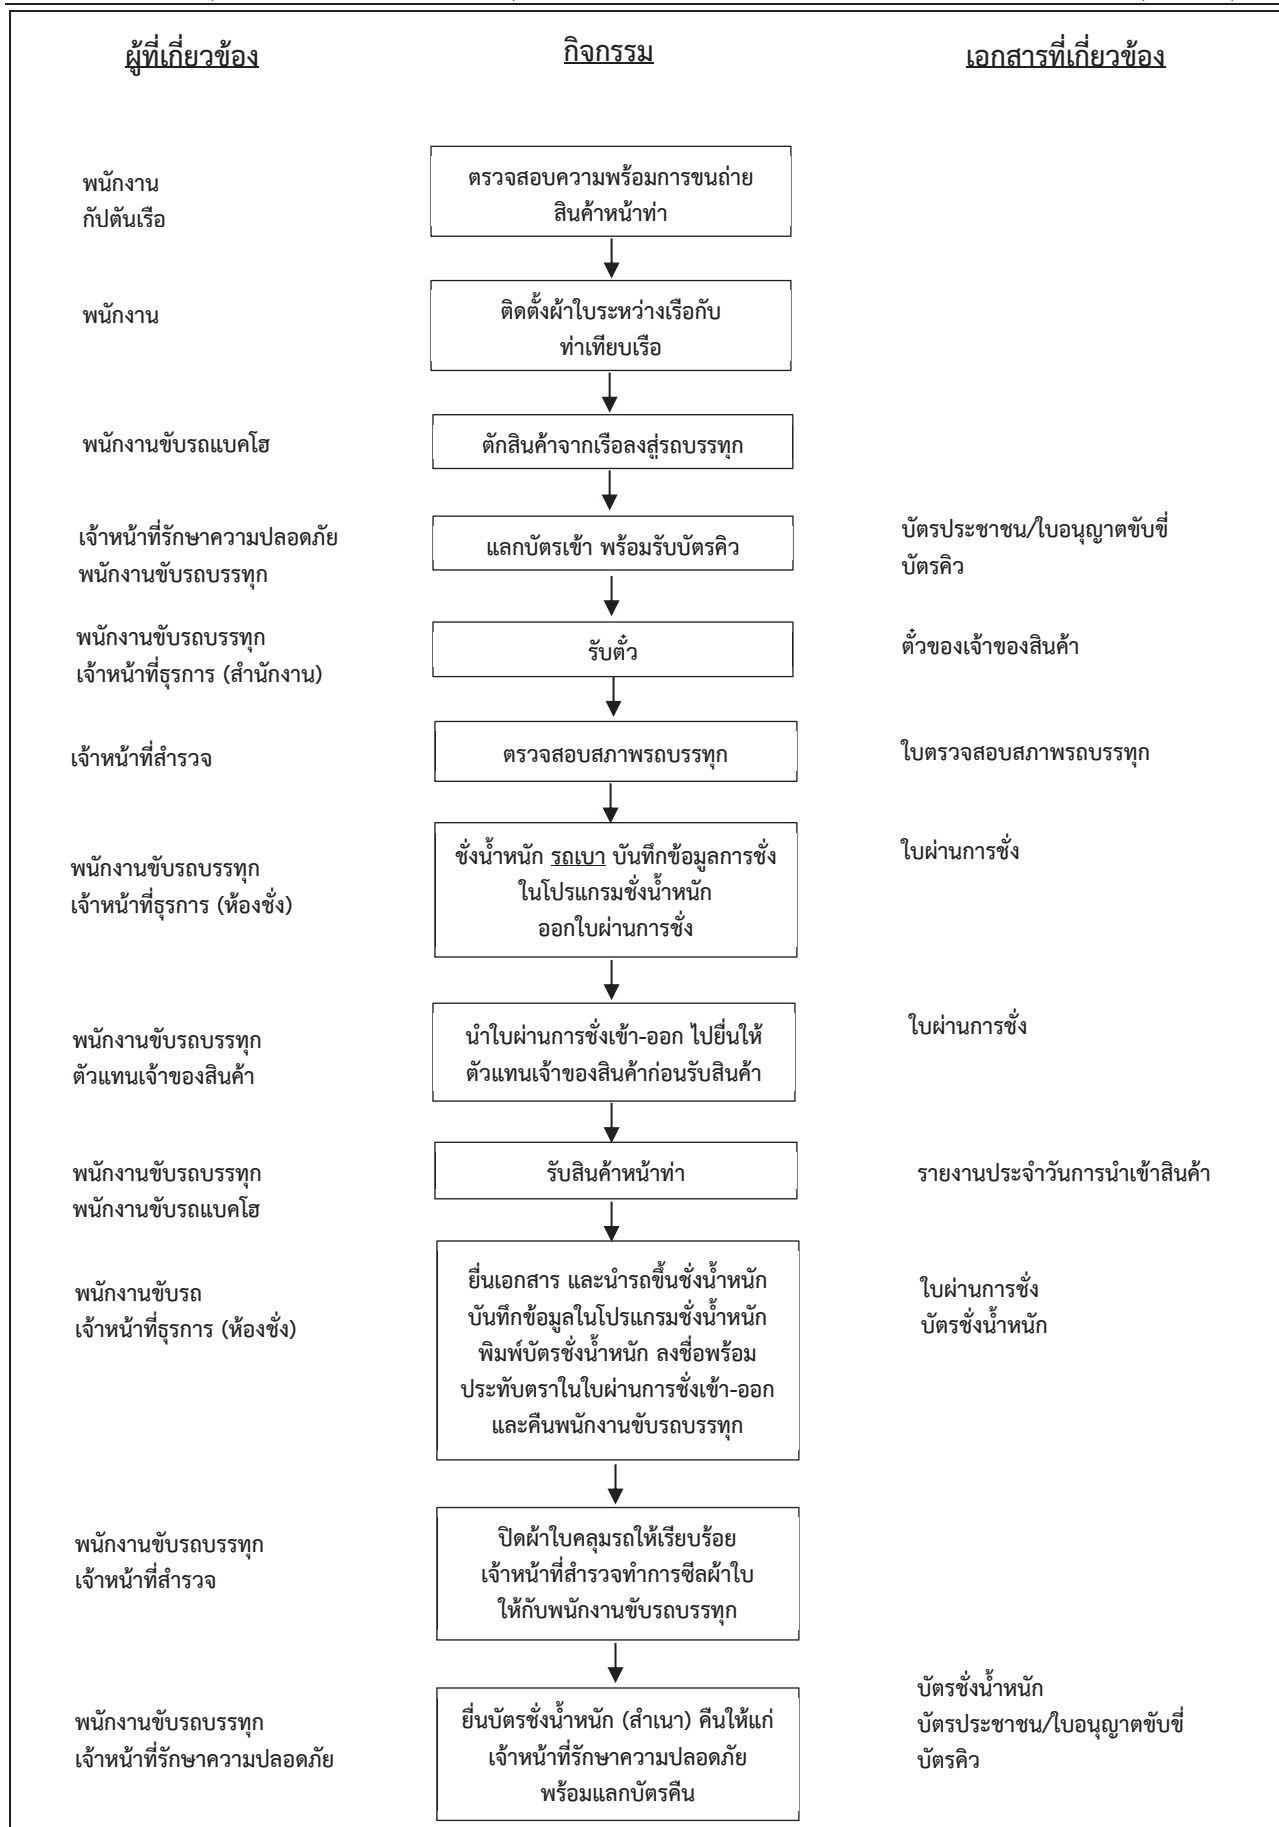 ผู้ที่เกี่ยวข้อง
กิจกรรม
เอกสารที่เกี่ยวข้อง
พนักงาน
กัปตันเรือ
ตรวจสอบความพร้อมการขนถ่าย
สินค้าหน้าท่า
พนักงาน
ติดตั้งผ้าใบระหว่างเรือกับ
ท่าเทียบเรือ
พนักงานขับรถแบคโฮ
ตักสินค้าจากเรือลงสู่รถบรรทุก
เจ้าหน้าที่รักษาความปลอดภัย
พนักงานขับรถบรรทุก
แลกบัตรเข้า พร้อมรับบัตรคิว
บัตรประชาชน/ใบอนุญาตขับขี่
บัตรคิว
พนักงานขับรถบรรทุก
เจ้าหน้าที่ธุรการ (สำนักงาน)
รับตั๋ว
ตั๋วของเจ้าของสินค้า
เจ้าหน้าที่สำรวจ
ตรวจสอบสภาพรถบรรทุก
ใบตรวจสอบสภาพรถบรรทุก
พนักงานขับรถบรรทุก
เจ้าหน้าที่ธุรการ (ห้องชั่ง)
ชั่งน้ำหนัก รถเบา บันทึกข้อมูลการชั่ง
ในโปรแกรมชั่งน้ำหนัก
ออกใบผ่านการชั่ง
ใบผ่านการชั่ง
พนักงานขับรถบรรทุก
ตัวแทนเจ้าของสินค้า
นำใบผ่านการชั่งเข้า-ออก ไปยื่นให้
ตัวแทนเจ้าของสินค้าก่อนรับสินค้า
ใบผ่านการชั่ง
พนักงานขับรถบรรทุก
พนักงานขับรถแบคโฮ
รับสินค้าหน้าท่า
รายงานประจำวันการนำเข้าสินค้า
พนักงานขับรถ
เจ้าหน้าที่ธุรการ (ห้องชั่ง)
ยื่นเอกสาร และนำรถขึ้นชั่งน้ำหนัก
บันทึกข้อมูลในโปรแกรมชั่งน้ำหนัก
พิมพ์บัตรชั่งน้ำหนัก ลงชื่อพร้อม
ประทับตราในใบผ่านการชั่งเข้า-ออก
และคืนพนักงานขับรถบรรทุก
ใบผ่านการชั่ง
บัตรชั่งน้ำหนัก
พนักงานขับรถบรรทุก
เจ้าหน้าที่สำรวจ
ปิดผ้าใบคลุมรถให้เรียบร้อย
เจ้าหน้าที่สำรวจทำการซีลผ้าใบ
ให้กับพนักงานขับรถบรรทุก
พนักงานขับรถบรรทุก
เจ้าหน้าที่รักษาความปลอดภัย
ยื่นบัตรชั่งน้ำหนัก (สำเนา) คืนให้แก่
เจ้าหน้าที่รักษาความปลอดภัย
พร้อมแลกบัตรคืน
บัตรชั่งน้ำหนัก
บัตรประชาชน/ใบอนุญาตขับขี่
บัตรคิว